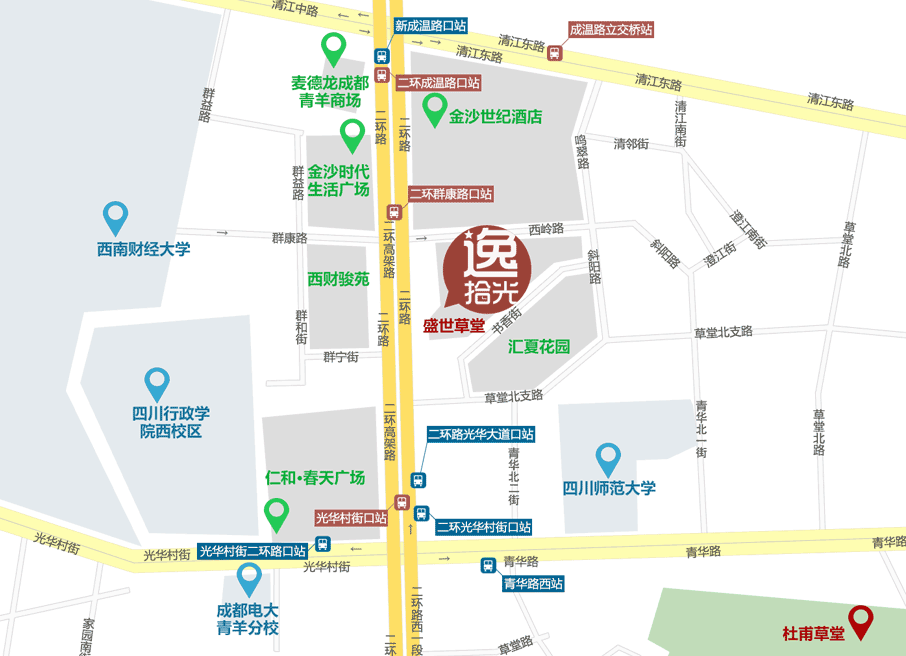 清江中路
新成温路口站
成温路立交桥站
清江东路
清江东路
清江东路
清江东路
麦德龙成都
青羊商场
二环成温路口站
金沙世纪酒店
群益路
二环路
二环路
清江南街
鸣翠路
清邻街
金沙时代
生活广场
群益路
二环群康路口站
西南财经大学
群康路
二环高架路
西岭路
澄江南街
草堂北路
斜阳路
澄江街
斜阳路
逸
拾光
西财骏苑
二环路
二环路
盛世草堂
书香街
汇夏花园
草堂北支路
群和街
群宁街
草堂北支路
四川行政学
院西校区
二环高架路
青华北一街
草堂北路
二环路光华大道口站
青华北二街
仁和·春天广场
四川师范大学
光华村街口站
二环光华村街口站
光华村街
光华村街
光华村街二环路口站
光华村街
青华路
青华路
青华路
青华路西站
成都电大
青羊分校
家园南街
二环路西一段
二环
草堂路
杜甫草堂